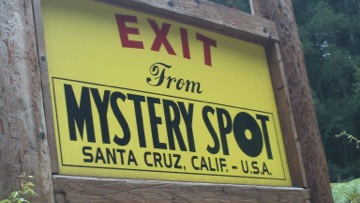 EXIT
From
MYSTERY SPOT
SANTA CRUZ, CALIF. - U.S.A.